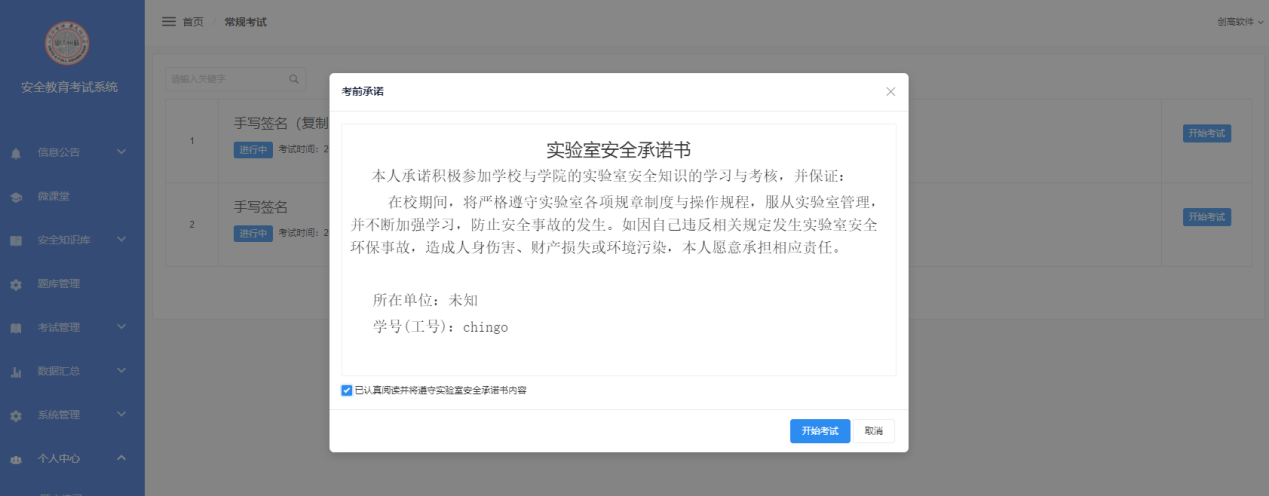 首页 常规考试
创高软件
安全教育考试系统
请输入关键字
信息公告
微课堂
安全知识库
题库管理
考试管理
数据汇总
系统管理
个人中心
1
手写签名（复制
进行中 考试时间：2
开始考试
2
手写签名
进行中 考试时间：2
开始考试
考前承诺
实验室安全承诺书
本人承诺积极参加学校与学院的实验室安全知识的学习与考核，并保证：
在校期间，将严格遵守实验室各项规章制度与操作规程，服从实验室管理，
并不断加强学习，防止安全事故的发生。如因自己违反相关规定发生实验室安全
环保事故，造成人身伤害、财产损失或环境污染，本人愿意承担相应责任。
所在单位：未知
学号(工号)：chingo
已认真阅读并将遵守实验室安全承诺书内容
开始考试 取消